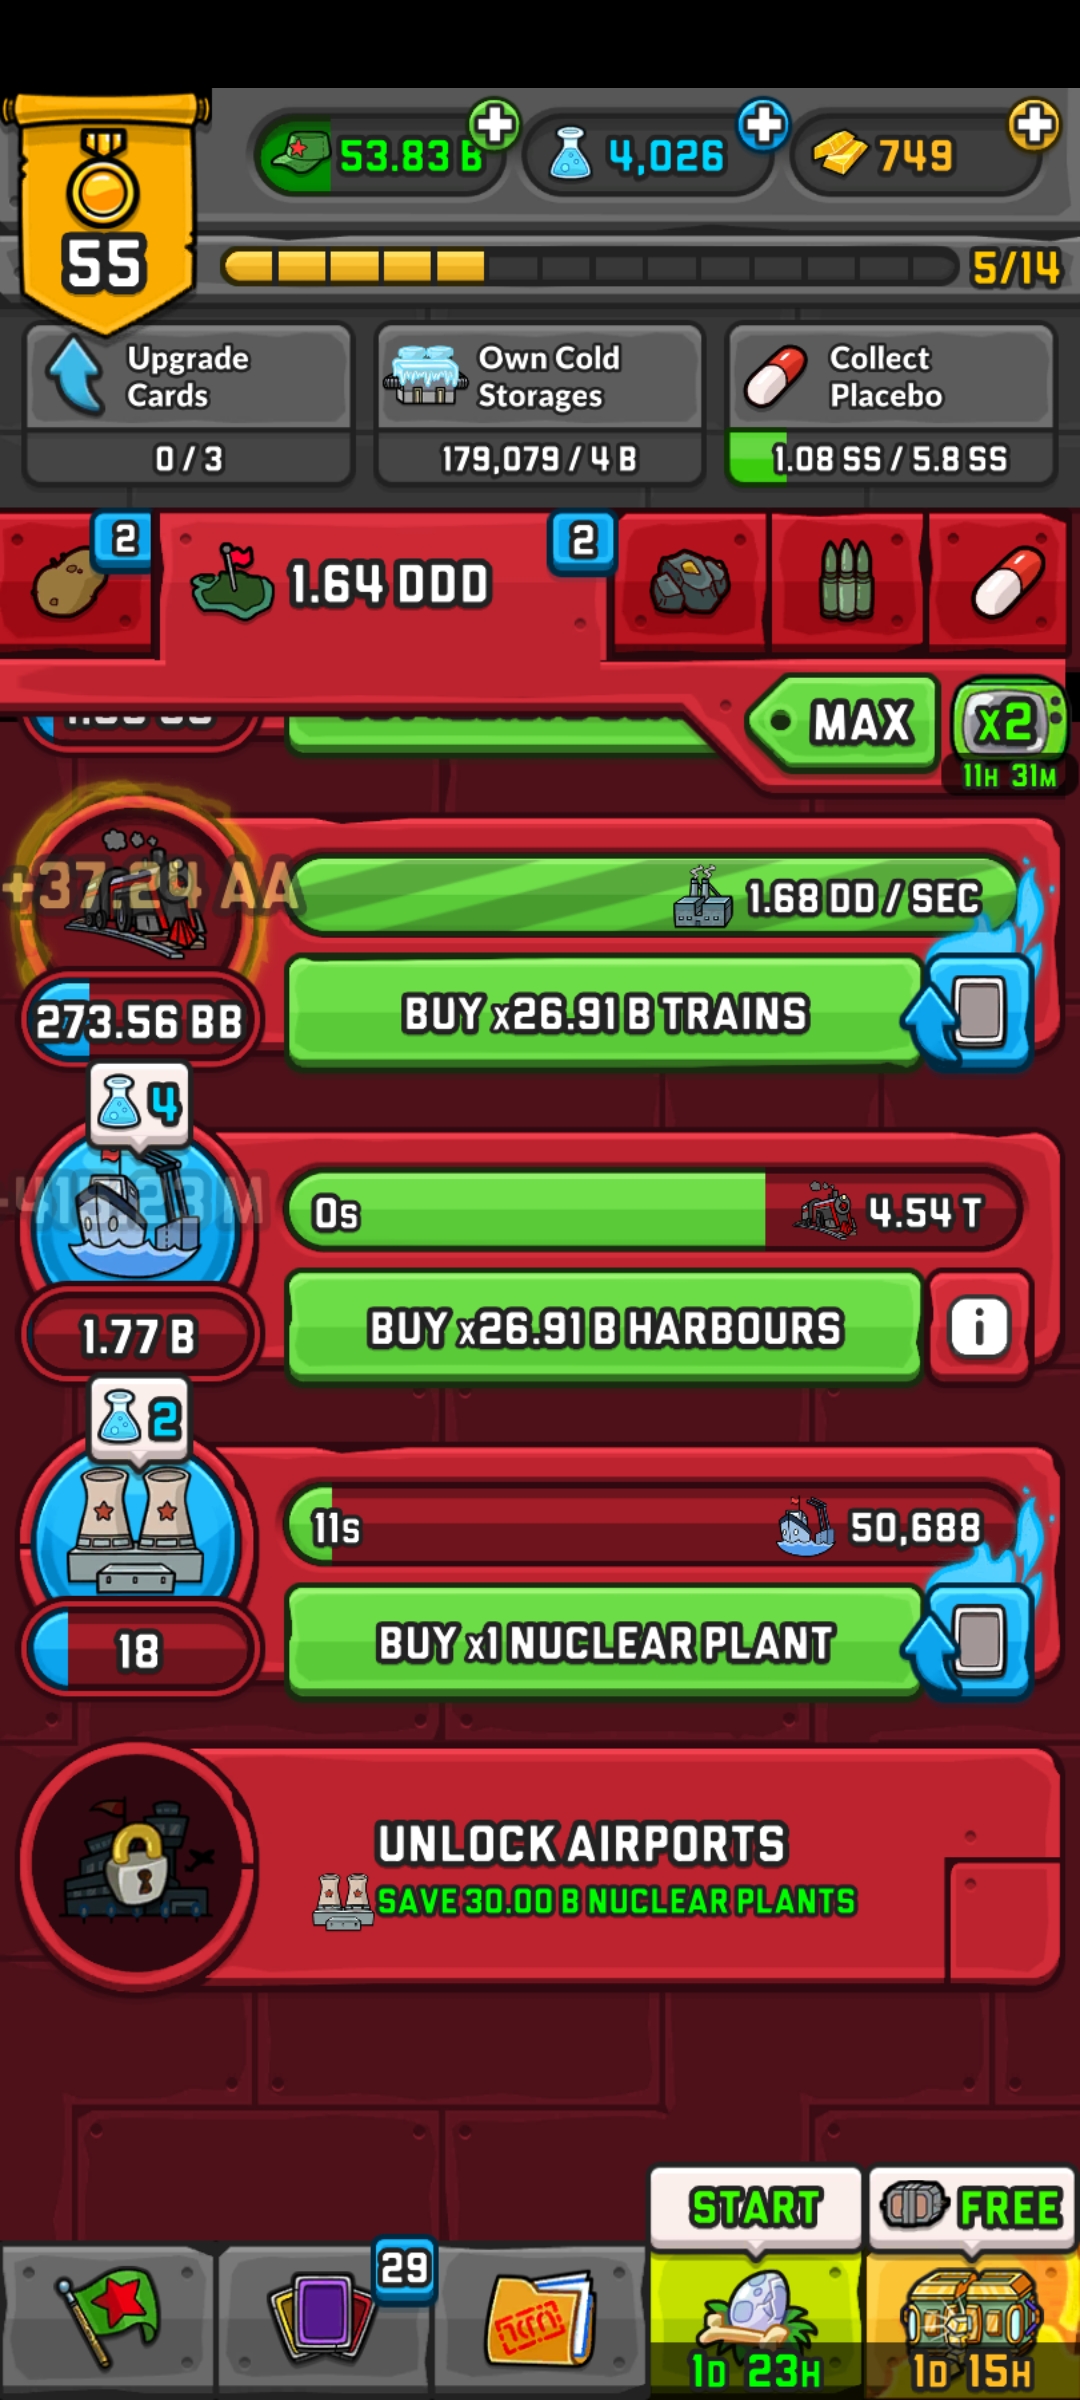 53.83 B
4,026
749
55
5/14
Upgrade
Cards
0 / 3
Own Cold
Storages
179,079 / 4 B
Collect
Placebo
1.08 SS / 5.8 SS
2
1.64 DDD
2
MAX
x2
11H 31M
+37.24 AA
1.68 DD / SEC
273.56 BB
BUY x26.91 B TRAINS
4
0s
4.54 T
1.77 B
BUY x26.91 B HARBOURS
i
2
11s
50,688
18
BUY x1 NUCLEAR PLANT
UNLOCK AIRPORTS
SAVE 30.00 B NUCLEAR PLANTS
START
FREE
29
1D 23H
1D 15H